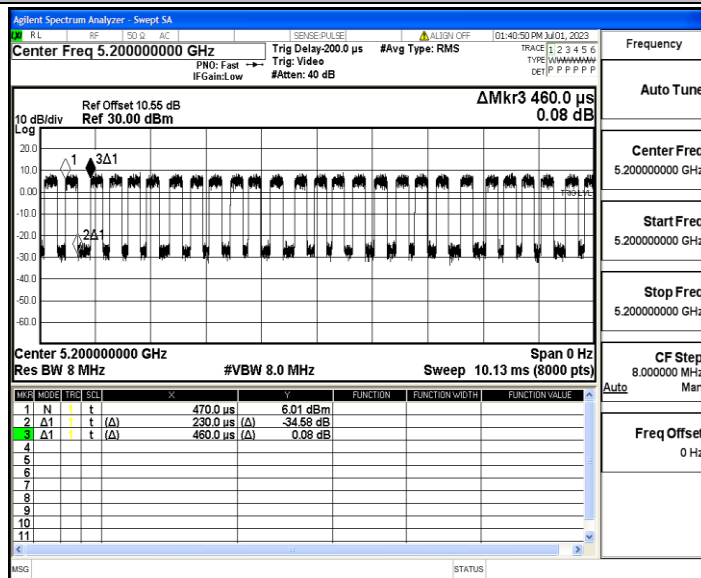 Agilent Spectrum Analyzer - Swept SA
RL RF 50 Ω AC SENSE:PULSE ALIGN OFF 01:40:50 PM Jul 01, 2023
Center Freq 5.200000000 GHz
Trig Delay-200.0 µs #Avg Type: RMS
TRACE 1 2 3 4 5 6
PNO: Fast Trig: Video
TYPE
IFGain:Low #Atten: 40 dB
DET P P P P P P
ΔMkr3 460.0 µs
0.08 dB
Ref Offset 10.55 dB
10 dB/div Ref 30.00 dBm
Log
20.0
10.0
0.00
-10.0
-20.0
-30.0
-40.0
-50.0
-60.0
1
3Δ1
2Δ1
TRIG LVL
Center 5.200000000 GHz Span 0 Hz
Res BW 8 MHz #VBW 8.0 MHz Sweep 10.13 ms (8000 pts)
MKR MODE TRC SCL X Y FUNCTION FUNCTION WIDTH FUNCTION VALUE
1 N t 470.0 µs 6.01 dBm
2 Δ1 t (Δ) 230.0 µs (Δ) -34.58 dB
3 Δ1 t (Δ) 460.0 µs (Δ) 0.08 dB
4
5
6
7
8
9
10
11
MSG STATUS
Frequency
Auto Tune
Center Freq
5.200000000 GHz
Start Freq
5.200000000 GHz
Stop Freq
5.200000000 GHz
CF Step
8.000000 MHz
Auto Man
Freq Offset
0 Hz